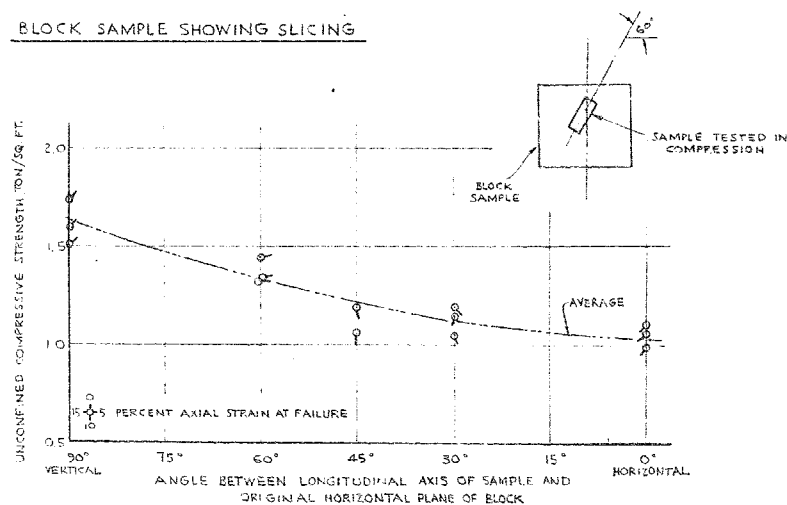 BLOCK SAMPLE SHOWING SLICING
60°
SAMPLE TESTED IN
COMPRESSION
BLOCK
SAMPLE
UNCONFINED COMPRESSIVE STRENGTH, TON/SQ. FT.
2.0
1.5
AVERAGE
1.0
0
15 5 PERCENT AXIAL STRAIN AT FAILURE
10
0.5
90° 75° 60° 45° 30° 15° 0°
VERTICAL HORIZONTAL
ANGLE BETWEEN LONGITUDINAL AXIS OF SAMPLE AND
ORIGINAL HORIZONTAL PLANE OF BLOCK